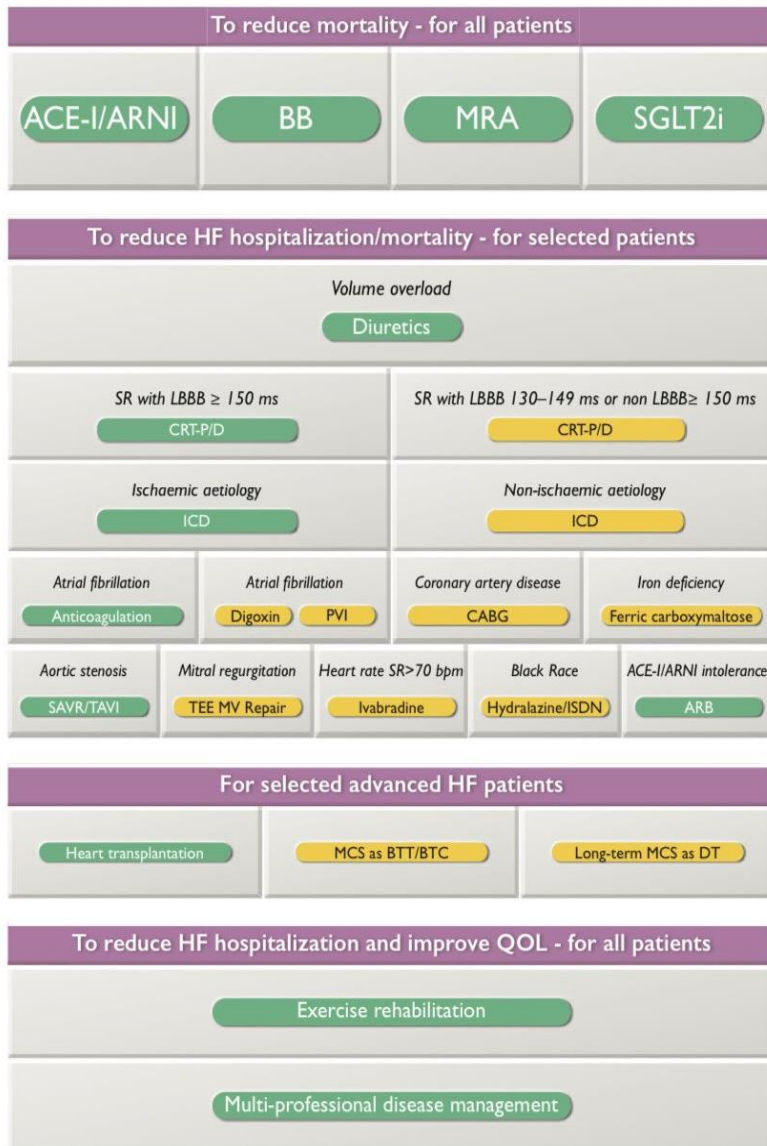 To reduce mortality - for all patients
ACE-I/ARNI
BB
MRA
SGLT2i
To reduce HF hospitalization/mortality - for selected patients
Volume overload
Diuretics
SR with LBBB ≥ 150 ms
CRT-P/D
SR with LBBB 130–149 ms or non LBBB≥ 150 ms
CRT-P/D
Ischaemic aetiology
ICD
Non-ischaemic aetiology
ICD
Atrial fibrillation
Anticoagulation
Atrial fibrillation
Digoxin
PVI
Coronary artery disease
CABG
Iron deficiency
Ferric carboxymaltose
Aortic stenosis
SAVR/TAVI
Mitral regurgitation
TEE MV Repair
Heart rate SR>70 bpm
Ivabradine
Black Race
Hydralazine/ISDN
ACE-I/ARNI intolerance
ARB
For selected advanced HF patients
Heart transplantation
MCS as BTT/BTC
Long-term MCS as DT
To reduce HF hospitalization and improve QOL - for all patients
Exercise rehabilitation
Multi-professional disease management